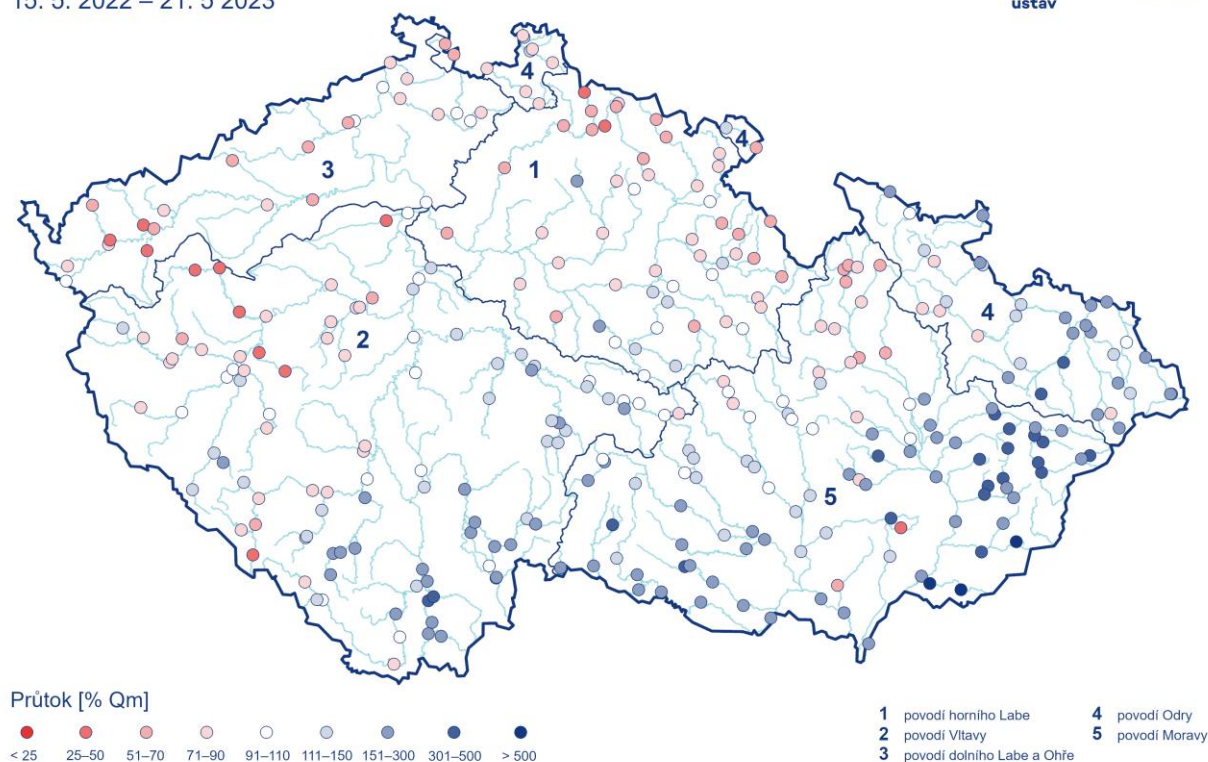 15. 5. 2022 – 21. 5 2023
ústav
4
4
3
1
2
4
5
Průtok [% Qm]
< 25 25–50 51–70 71–90 91–110 111–150 151–300 301–500 > 500
1 povodí horního Labe
2 povodí Vltavy
3 povodí dolního Labe a Ohře
4 povodí Odry
5 povodí Moravy